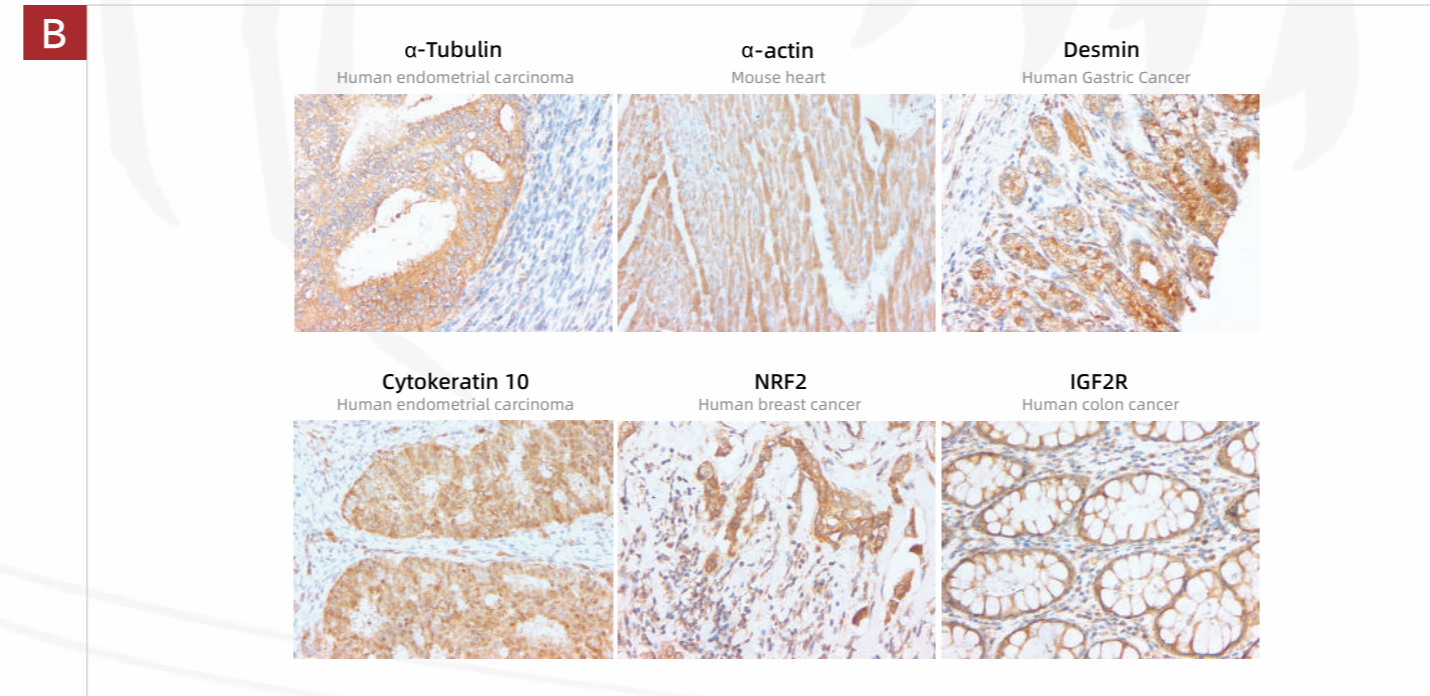 B
α-Tubulin
Human endometrial carcinoma
α-actin
Mouse heart
Desmin
Human Gastric Cancer
Cytokeratin 10
Human endometrial carcinoma
NRF2
Human breast cancer
IGF2R
Human colon cancer